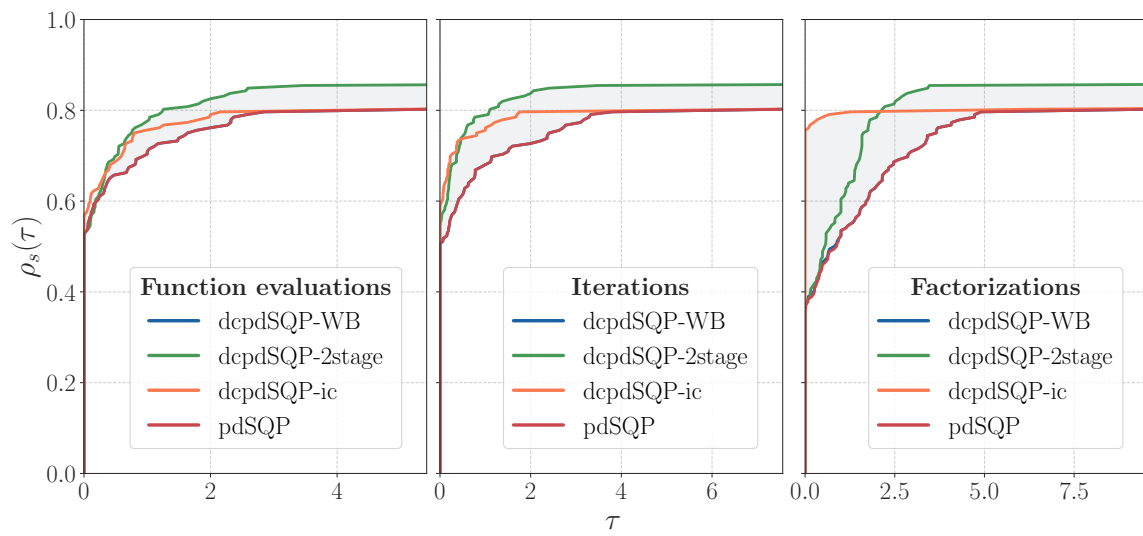 1.0
0.8
0.6
0.4
0.2
0.0
ρₛ(τ)
Function evaluations
dcpdSQP-WB
dcpdSQP-2stage
dcpdSQP-ic
pdSQP
0 2 4
Iterations
dcpdSQP-WB
dcpdSQP-2stage
dcpdSQP-ic
pdSQP
0 2 4 6
τ
Factorizations
dcpdSQP-WB
dcpdSQP-2stage
dcpdSQP-ic
pdSQP
0.0 2.5 5.0 7.5